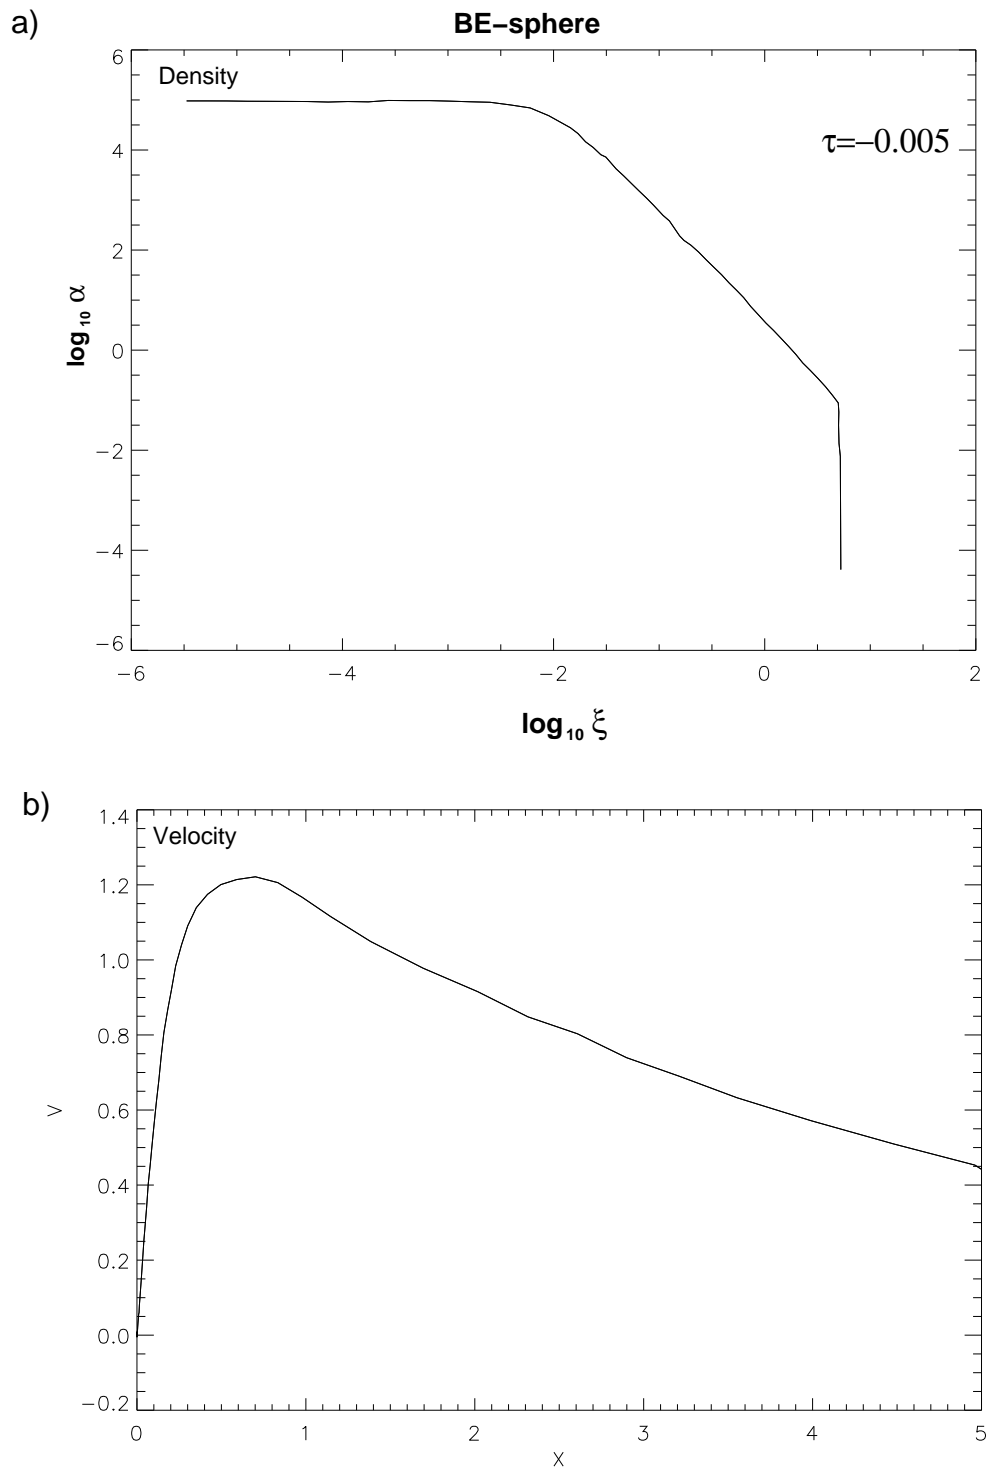 a)
BE–sphere
Density
τ=–0.005
6
4
2
0
−2
−4
−6
log₁₀ α
−6 −4 −2 0 2
log₁₀ ξ
b)
Velocity
1.4
1.2
1.0
0.8
0.6
0.4
0.2
0.0
−0.2
V
0 1 2 3 4 5
X